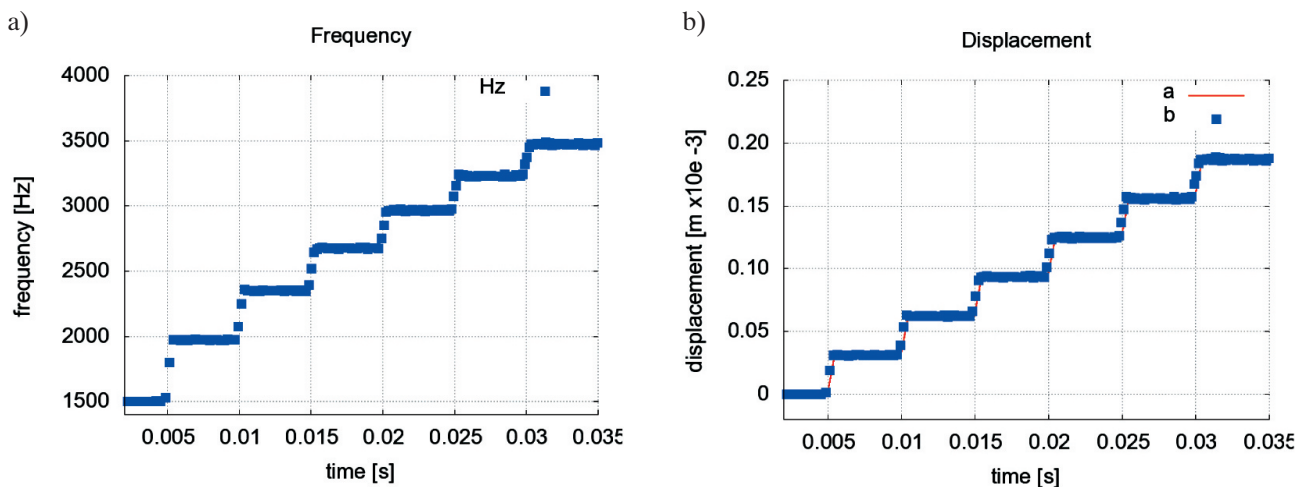 a)
Frequency
Hz
4000
3500
3000
2500
2000
1500
frequency [Hz]
0.005 0.01 0.015 0.02 0.025 0.03 0.035
time [s]
b)
Displacement
a
b
0.25
0.20
0.15
0.10
0.05
0
displacement [m x10e -3]
0.005 0.01 0.015 0.02 0.025 0.03 0.035
time [s]